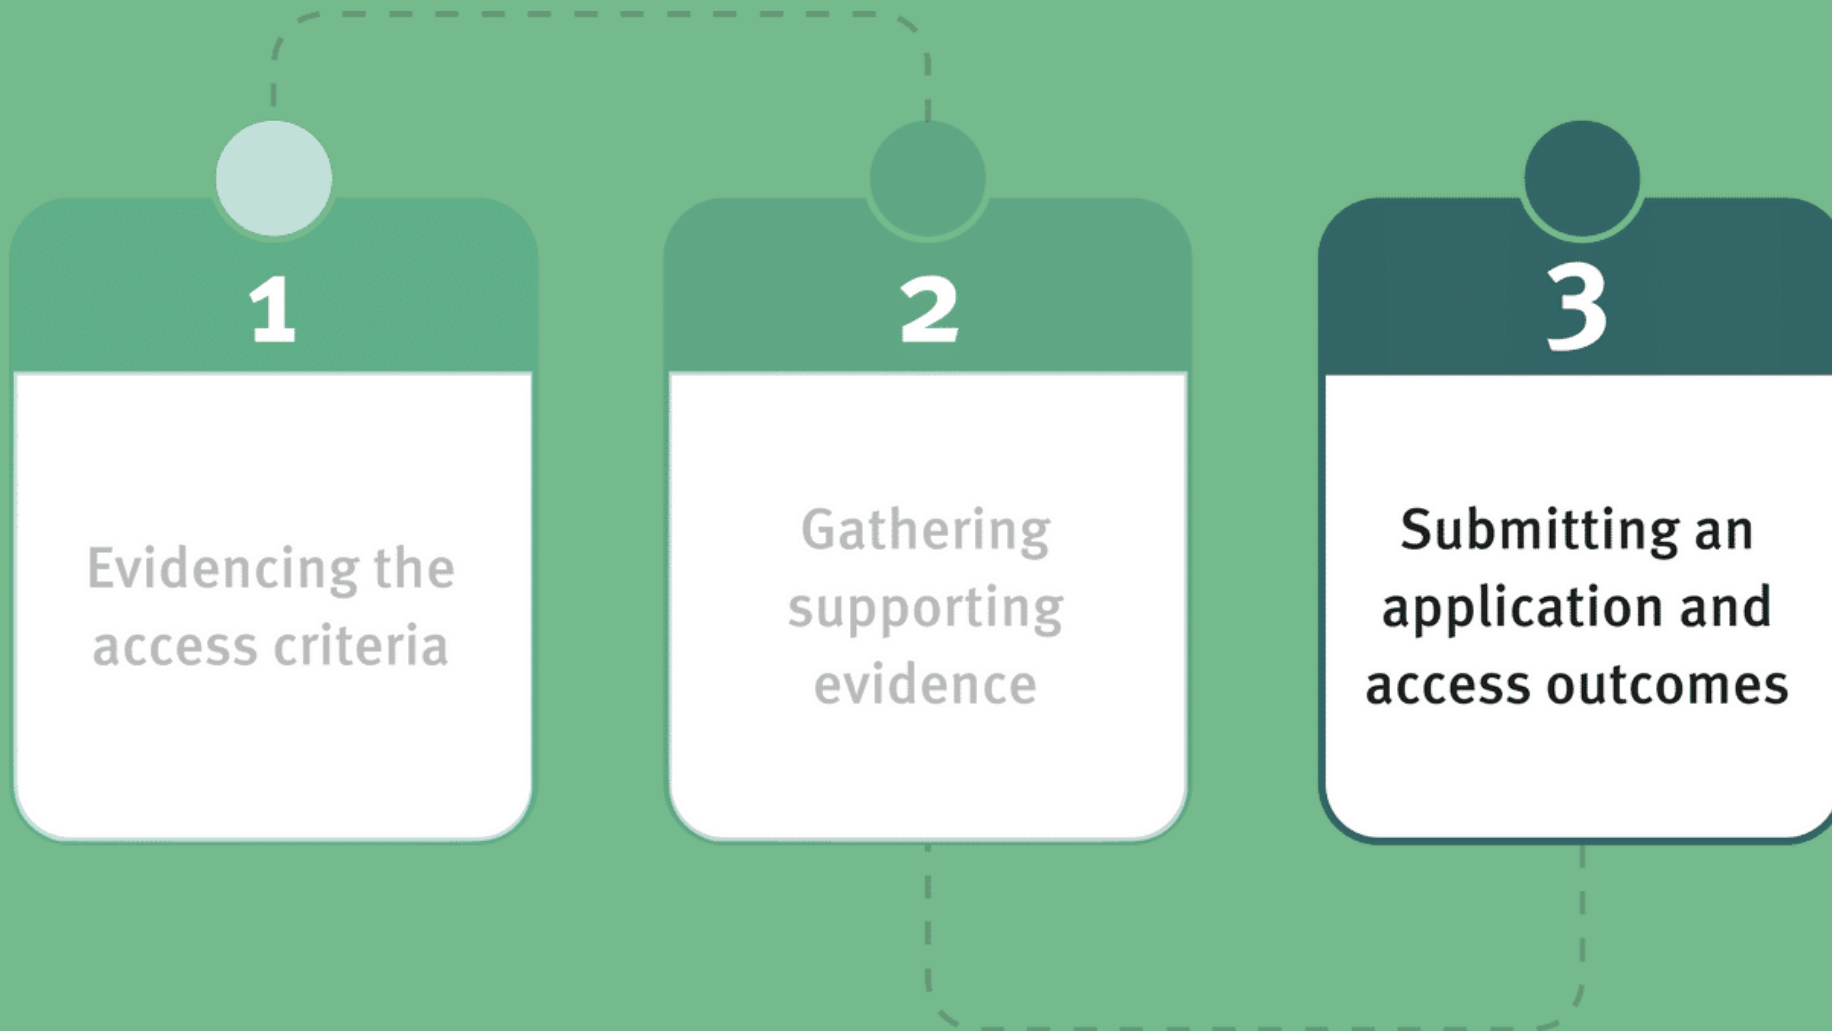 1
Evidencing the
access criteria
2
Gathering
supporting
evidence
3
Submitting an
application and
access outcomes